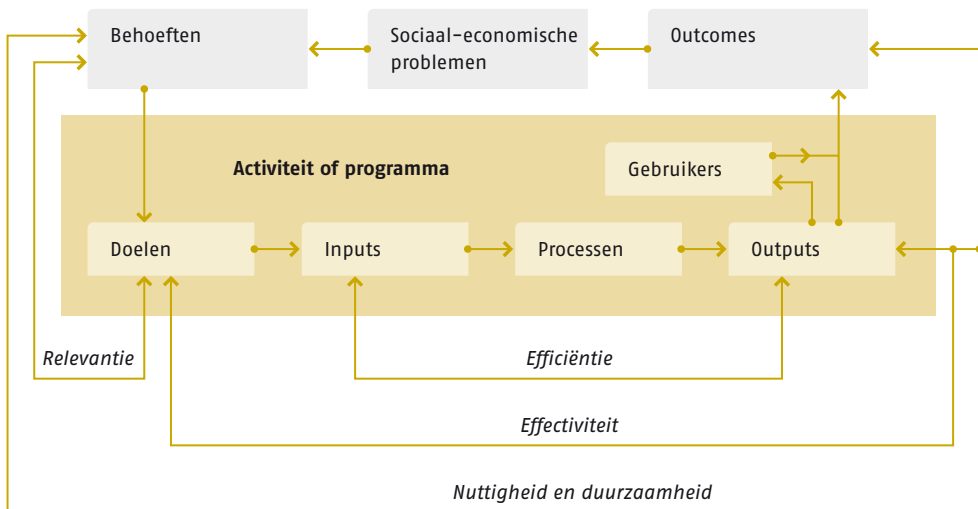 Behoeften
Sociaal-economische
problemen
Outcomes
Activiteit of programma
Gebruikers
Doelen
Inputs
Processen
Outputs
Relevantie
Efficiëntie
Effectiviteit
Nuttigheid en duurzaamheid